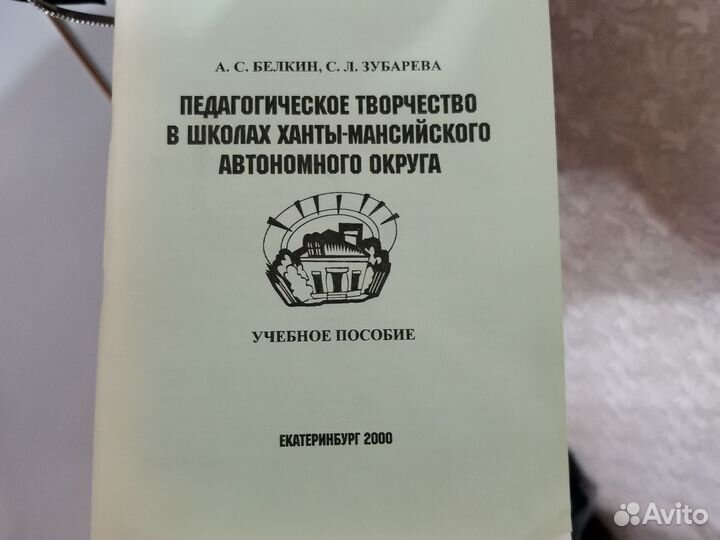 А. С. БЕЛКИН, С. Л. ЗУБАРЕВА
ПЕДАГОГИЧЕСКОЕ ТВОРЧЕСТВО
В ШКОЛАХ ХАНТЫ-МАНСИЙСКОГО
АВТОНОМНОГО ОКРУГА
УЧЕБНОЕ ПОСОБИЕ
ЕКАТЕРИНБУРГ 2000
Avito